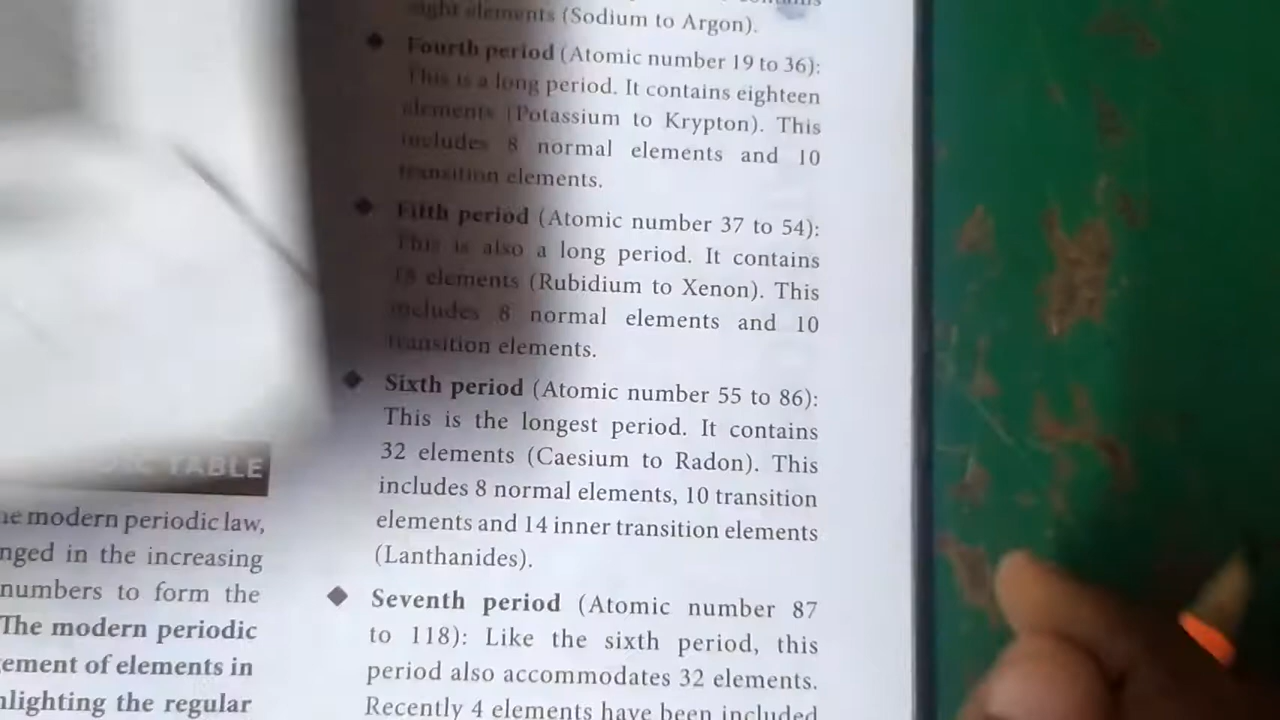 TABLE
modern periodic law,
in the increasing
numbers to form the
The modern periodic
of elements in
the regular
eight elements (Sodium to Argon).
Fourth period (Atomic number 19 to 36):
This is a long period. It contains eighteen
elements (Potassium to Krypton). This
includes 8 normal elements and 10
transition elements.
Fifth period (Atomic number 37 to 54):
This is also a long period. It contains
18 elements (Rubidium to Xenon). This
includes 8 normal elements and 10
transition elements.
Sixth period (Atomic number 55 to 86):
This is the longest period. It contains
32 elements (Caesium to Radon). This
includes 8 normal elements, 10 transition
elements and 14 inner transition elements
(Lanthanides).
Seventh period (Atomic number 87
to 118): Like the sixth period, this
period also accommodates 32 elements.
Recently 4 elements have been included